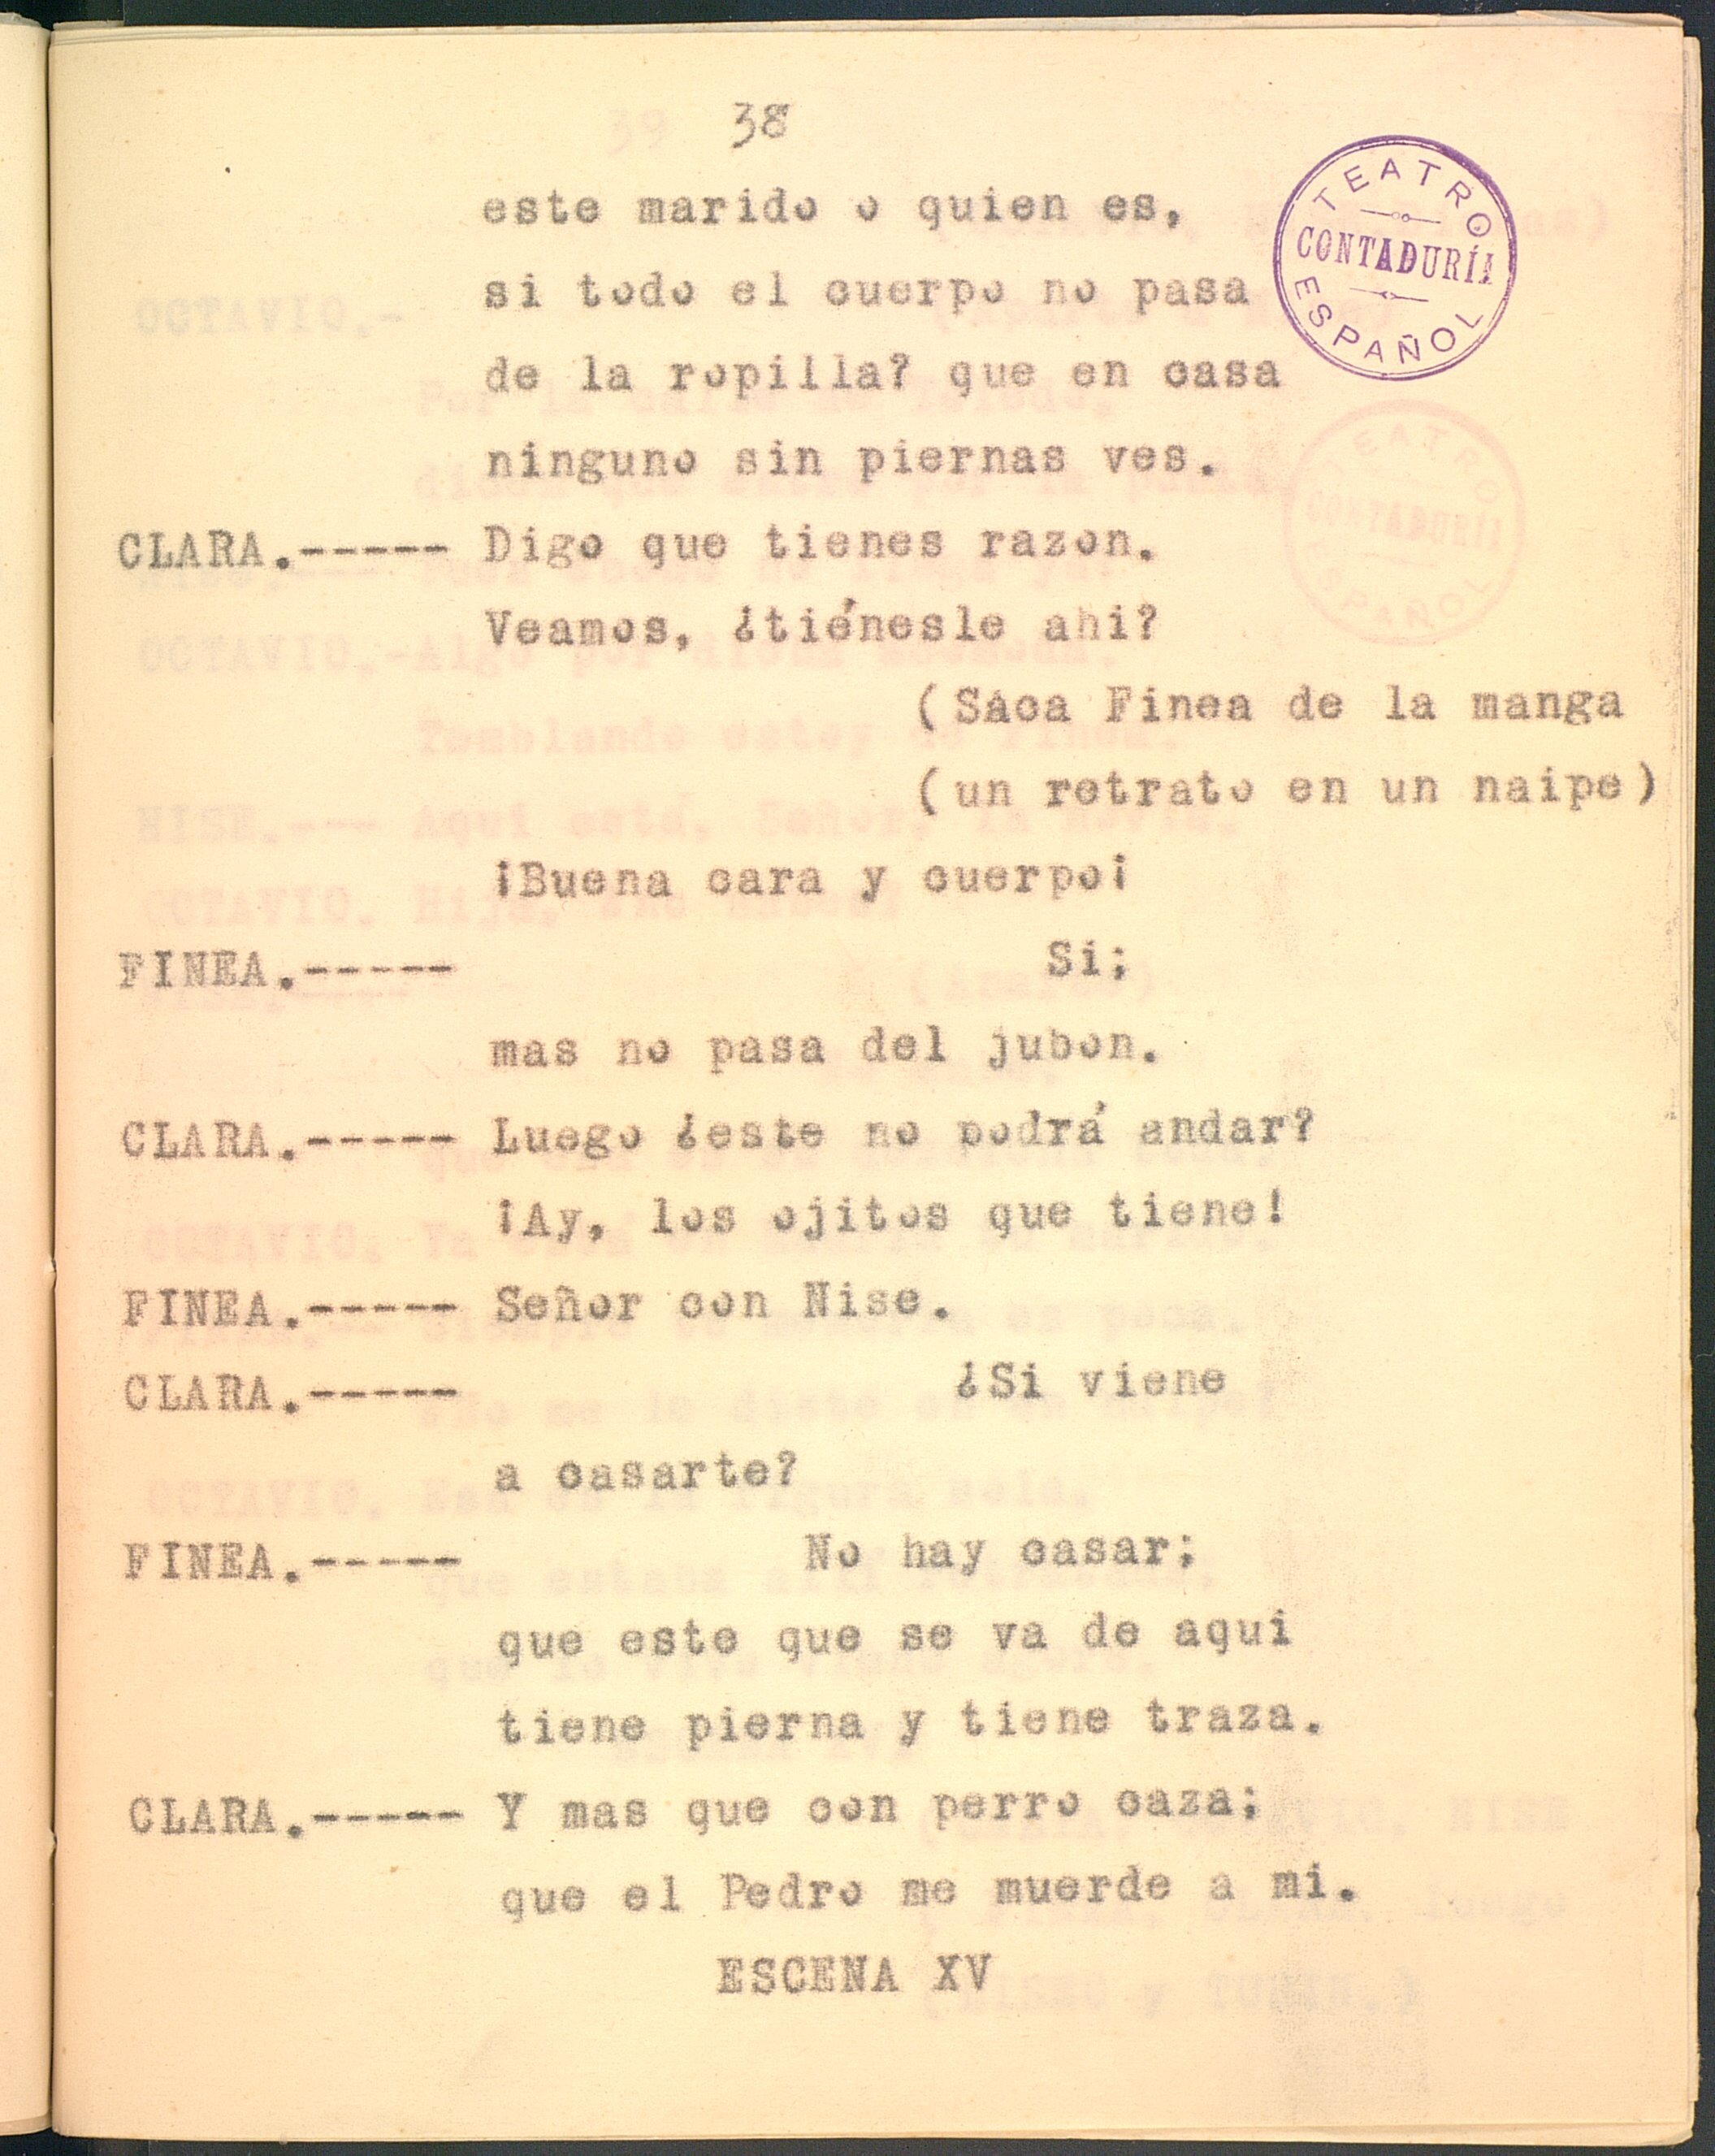 38
este marido o quien es,
si todo el cuerpo no pasa
de la ropilla? que en casa
ninguno sin piernas ves.
CLARA.----- Digo que tienes razon.
Veamos, ¿tiénesle ahi?
(SAca Finea de la manga
(un retrato en un naipe)
¡Buena cara y cuerpo¡
FINEA.----- Si;
mas no pasa del jubon.
CLARA.----- Luego ¿este no podrá andar?
¡Ay, los ojitos que tiene!
FINEA.----- Señor con Nise.
CLARA.----- ¿Si viene
a casarte?
FINEA.----- No hay casar;
que este que se va de aqui
tiene pierna y tiene traza.
CLARA.----- Y mas que con perro caza;
que el Pedro me muerde a mi.
ESCENA XV
TEATRO
CONTADURÍA
ESPAÑOL